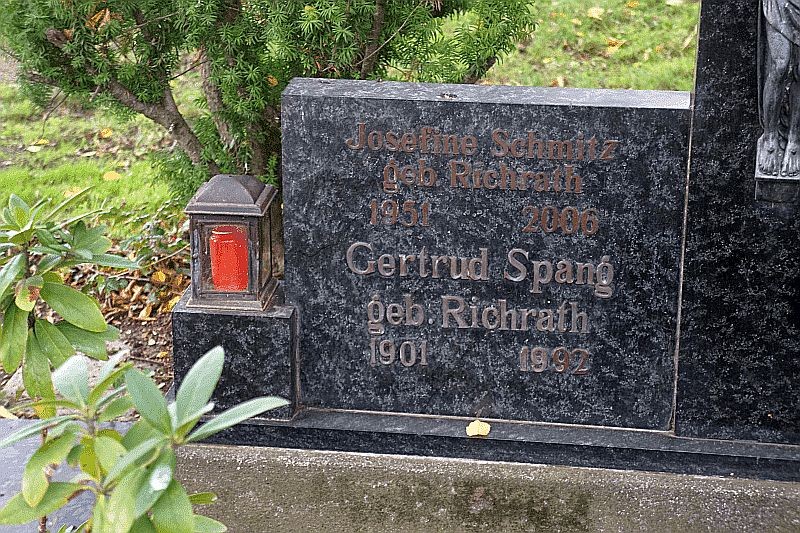 Josefine Schmitz
geb Richrath
1951 2006
Gertrud Spang
geb. Richrath
1901 1992